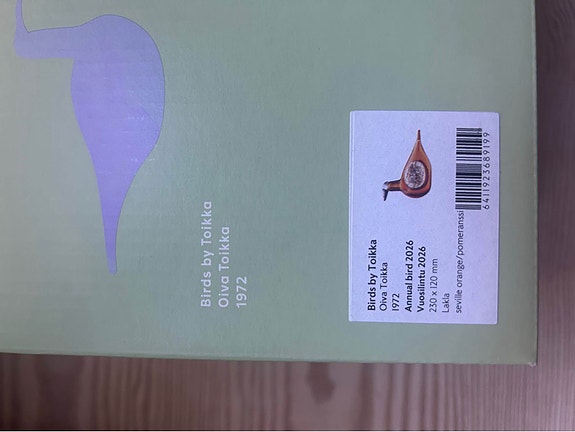 Birds by Toikka
Oiva Toikka
1972
Birds by Toikka
Oiva Toikka
1972
Annual bird 2026
Vuosilintu 2026
230 x 120 mm
Lakla
seville orange/pomeranssi
6411923689199